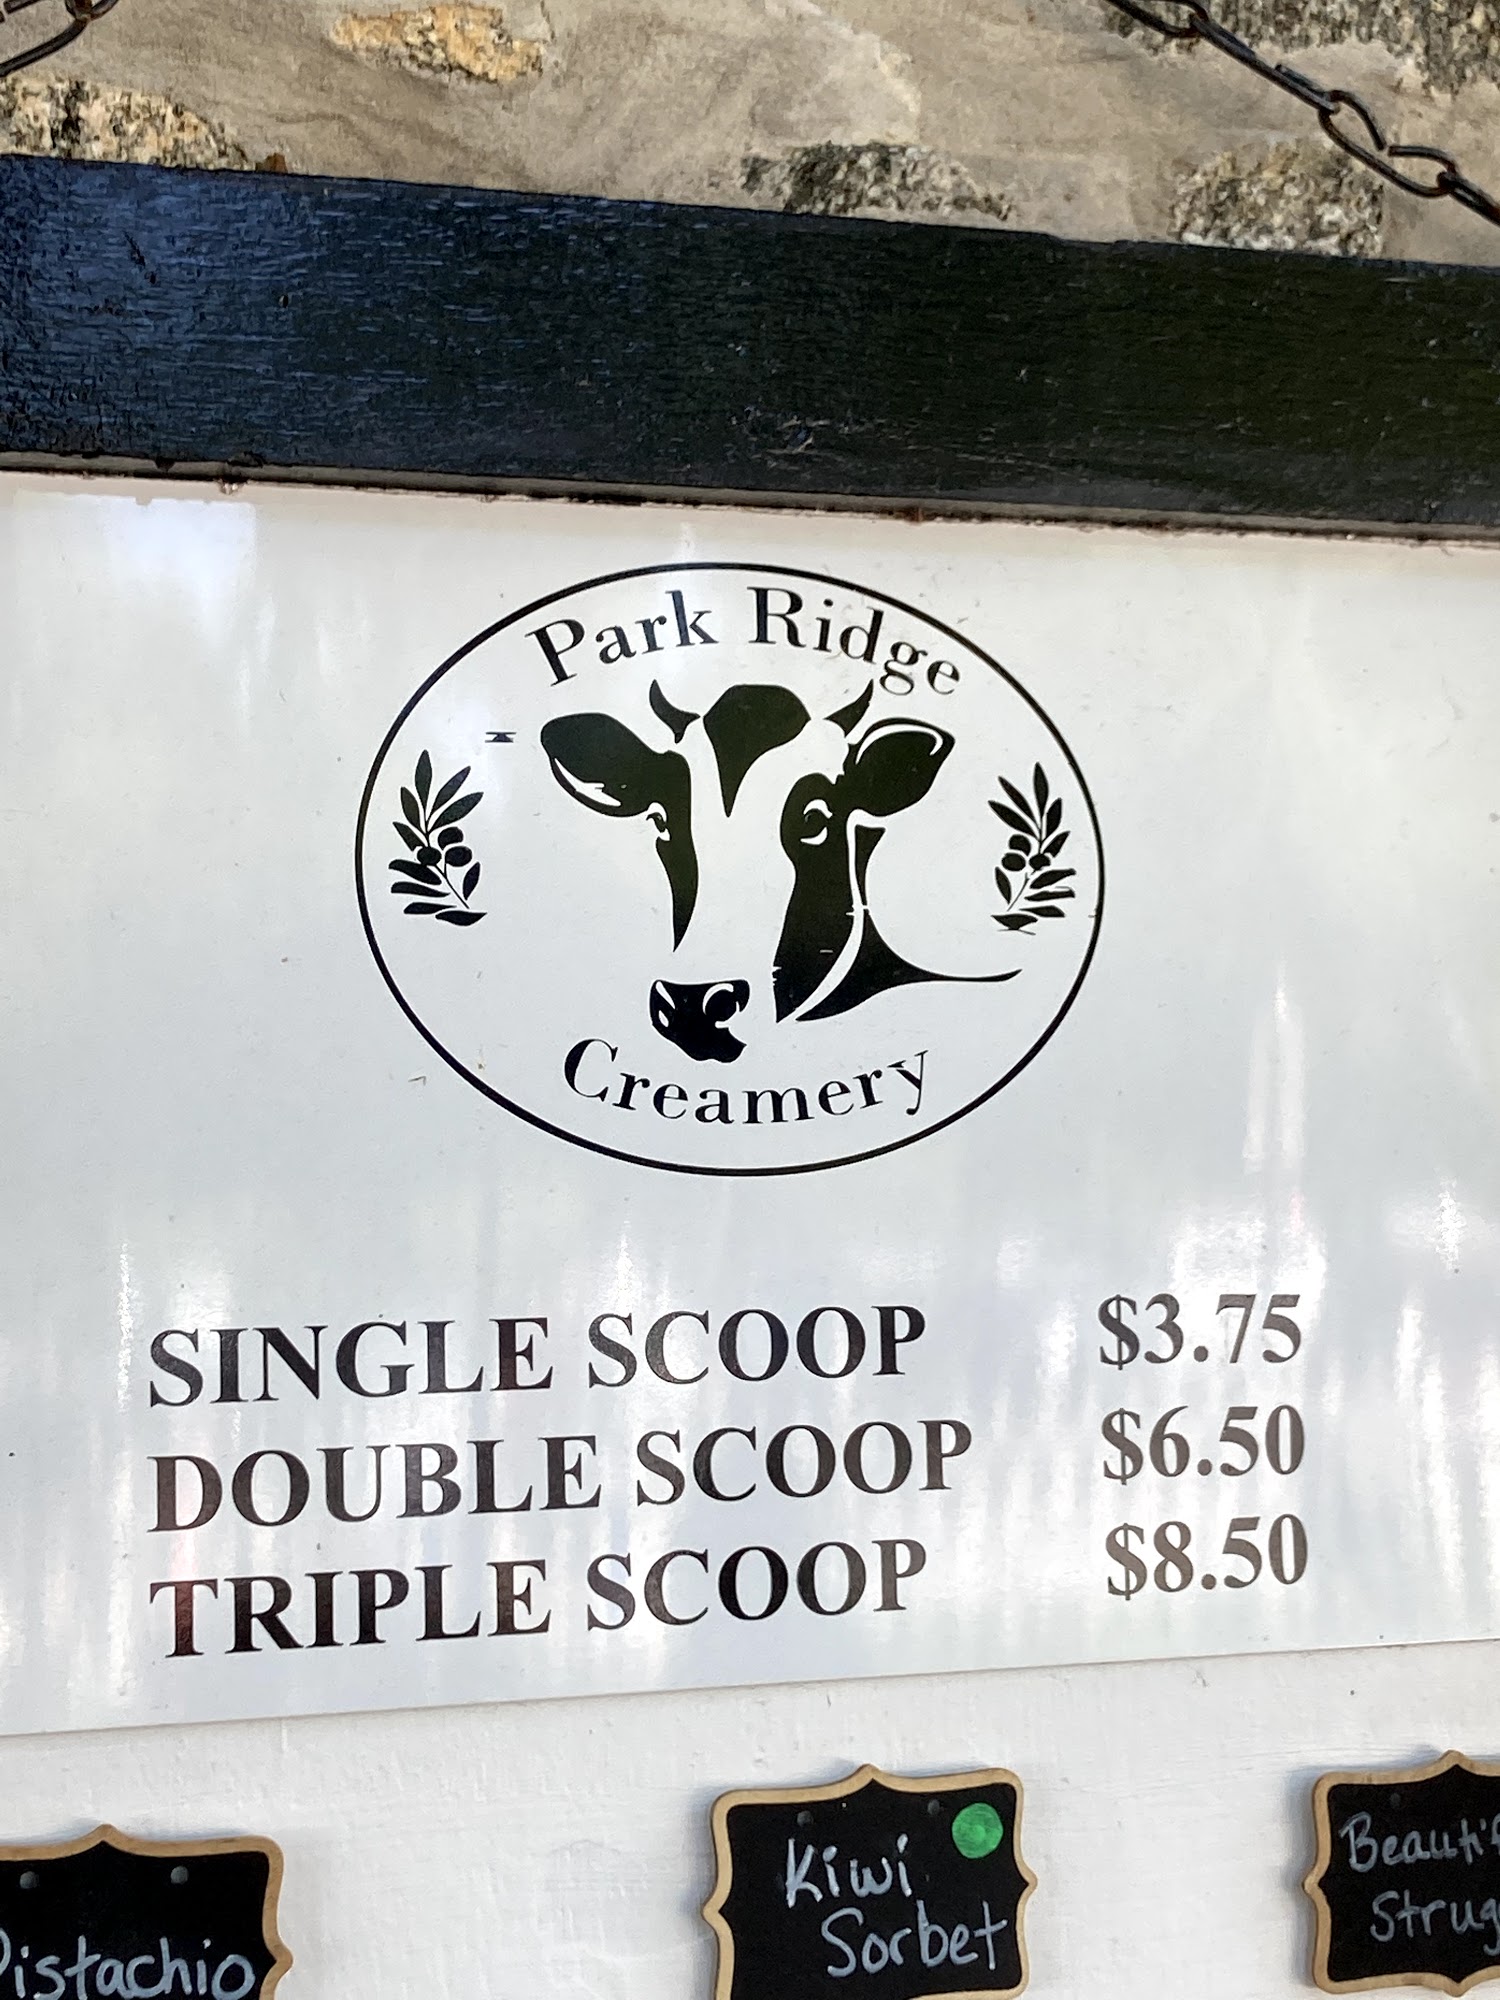 Park Ridge
Creamery
SINGLE SCOOP $3.75
DOUBLE SCOOP $6.50
TRIPLE SCOOP $8.50
Pistachio
Kiwi
Sorbet